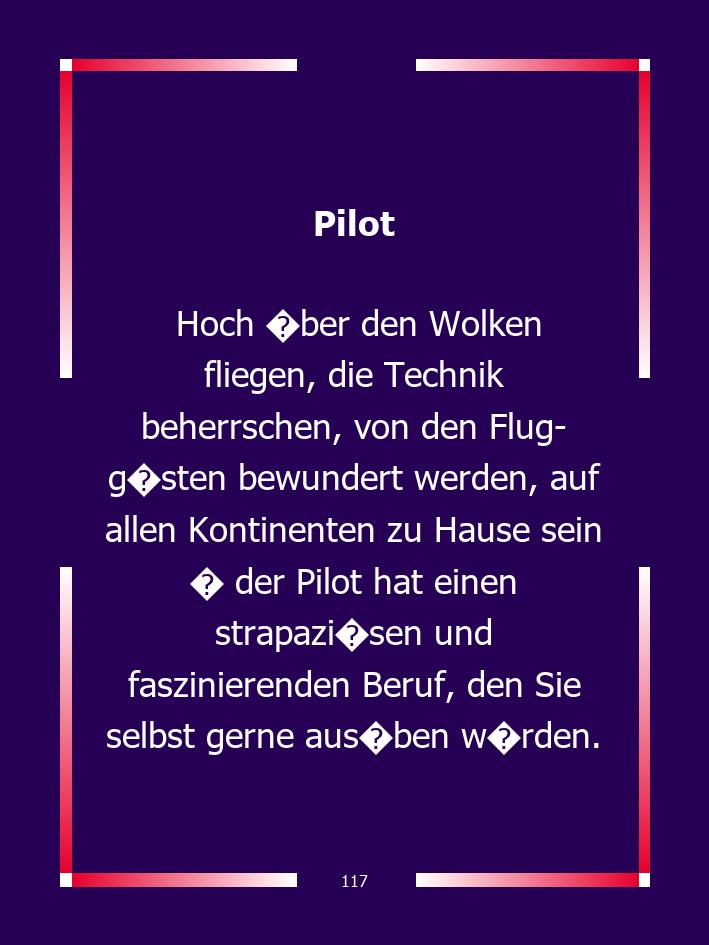 Pilot
Hoch �ber den Wolken
fliegen, die Technik
beherrschen, von den Flug-
g�sten bewundert werden, auf
allen Kontinenten zu Hause sein
� der Pilot hat einen
strapazi�sen und
faszinierenden Beruf, den Sie
selbst gerne aus�ben w�rden.
117